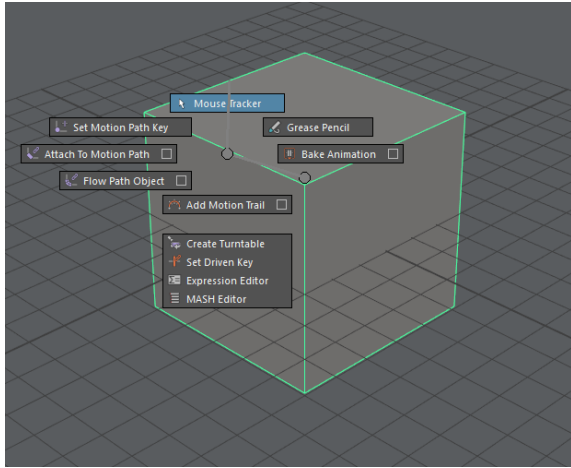 Mouse Tracker
Set Motion Path Key
Grease Pencil
Attach To Motion Path
Bake Animation
Flow Path Object
Add Motion Trail
Create Turntable
Set Driven Key
Expression Editor
MASH Editor